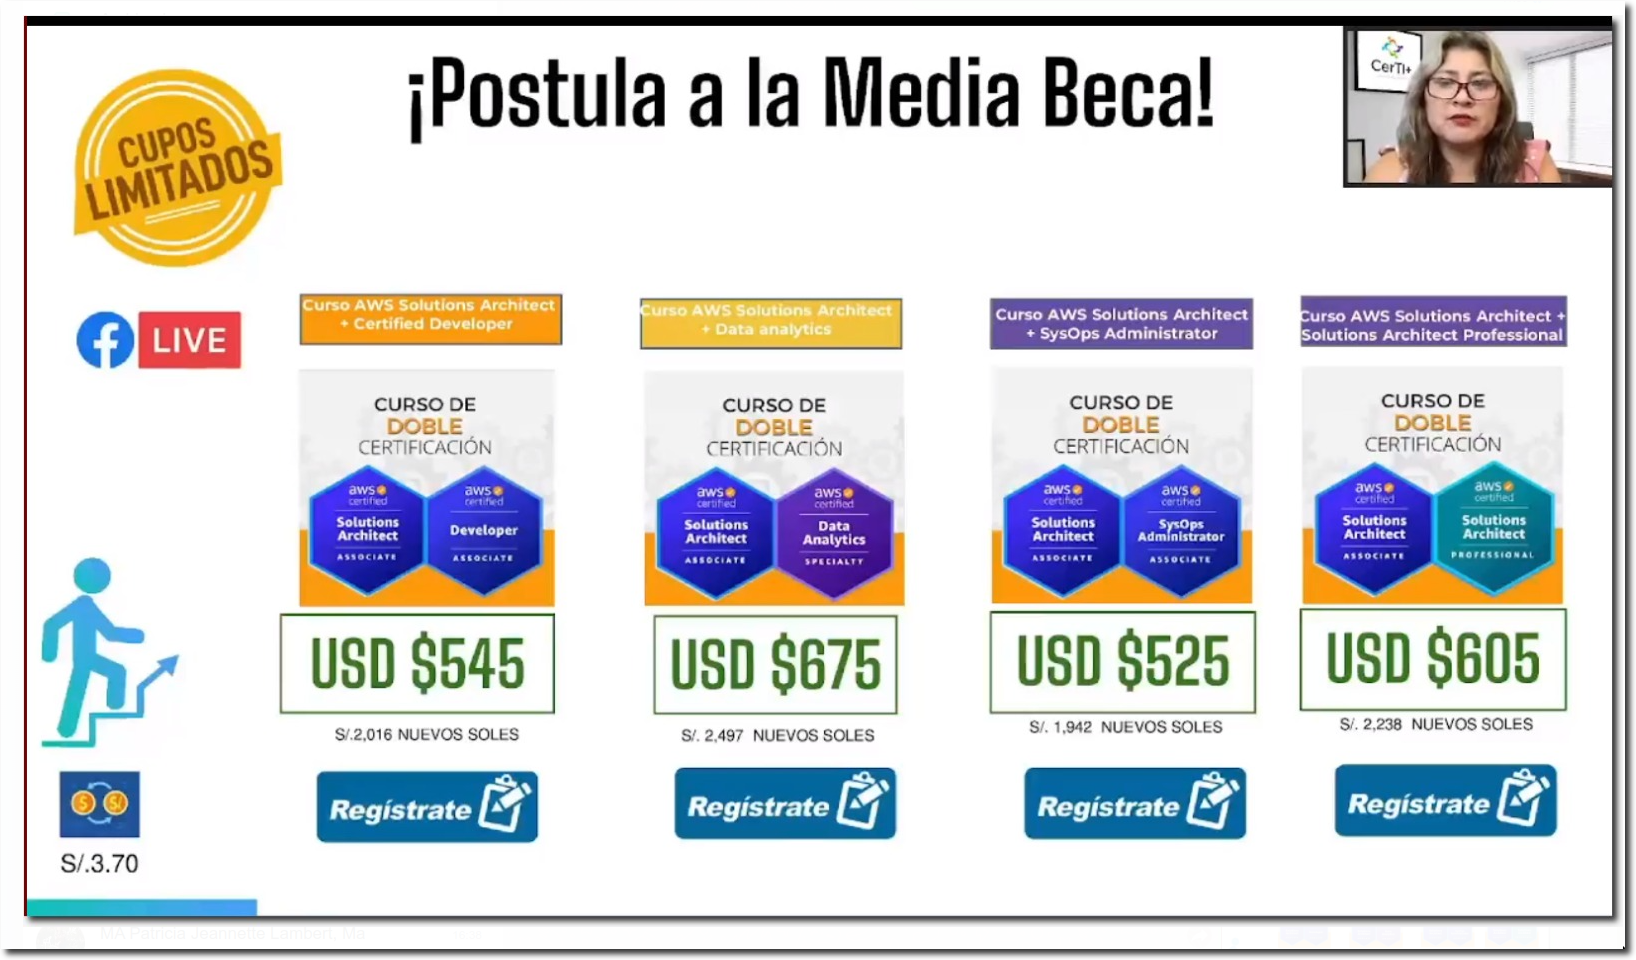 ¡Postula a la Media Beca!
CerTI+
CUPOS
LIMITADOS
LIVE
Curso AWS Solutions Architect
+ Certified Developer
Curso AWS Solutions Architect
+ Data analytics
Curso AWS Solutions Architect
+ SysOps Administrator
Curso AWS Solutions Architect +
Solutions Architect Professional
CURSO DE
DOBLE
CERTIFICACIÓN
aws
certified
Solutions
Architect
ASSOCIATE
aws
certified
Developer
ASSOCIATE
CURSO DE
DOBLE
CERTIFICACIÓN
aws
certified
Solutions
Architect
ASSOCIATE
aws
certified
Data
Analytics
SPECIALTY
CURSO DE
DOBLE
CERTIFICACIÓN
aws
certified
Solutions
Architect
ASSOCIATE
aws
certified
SysOps
Administrator
ASSOCIATE
CURSO DE
DOBLE
CERTIFICACIÓN
aws
certified
Solutions
Architect
ASSOCIATE
aws
certified
Solutions
Architect
PROFESSIONAL
USD $545
USD $675
USD $525
USD $605
S/.2,016 NUEVOS SOLES
S/. 2,497 NUEVOS SOLES
S/. 1,942 NUEVOS SOLES
S/. 2,238 NUEVOS SOLES
Regístrate
Regístrate
Regístrate
Regístrate
S S/
S/.3.70
MA Patricia Jeannette Lambert, Ma